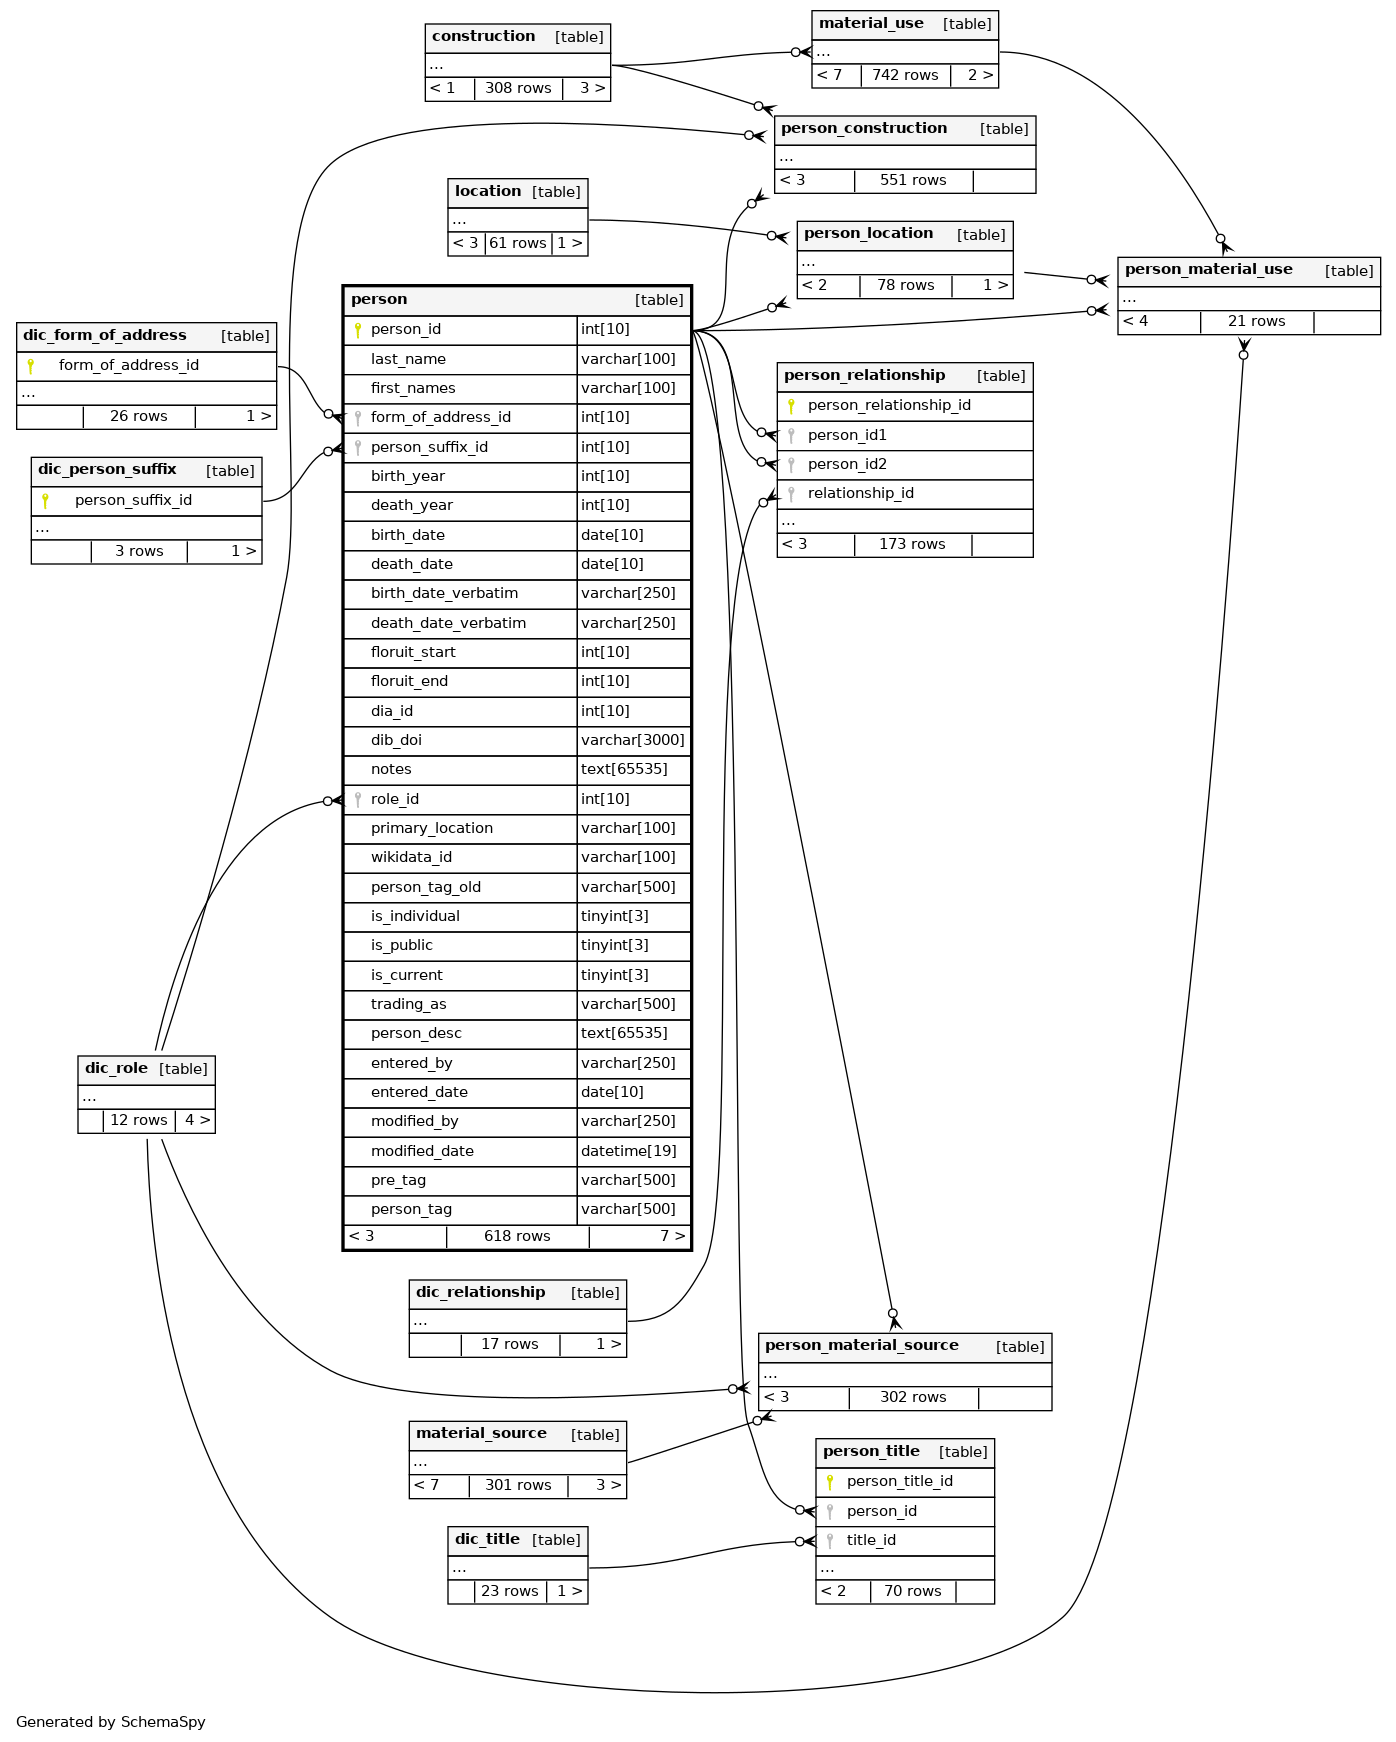 construction [table]
...
< 1 308 rows 3 >
material_use [table]
...
< 7 742 rows 2 >
person_construction [table]
...
< 3 551 rows
location [table]
...
< 3 61 rows 1 >
person_location [table]
...
< 2 78 rows 1 >
person_material_use [table]
...
< 4 21 rows
dic_form_of_address [table]
form_of_address_id
...
26 rows 1 >
dic_person_suffix [table]
person_suffix_id
...
3 rows 1 >
person [table]
person_id int[10]
last_name varchar[100]
first_names varchar[100]
form_of_address_id int[10]
person_suffix_id int[10]
birth_year int[10]
death_year int[10]
birth_date date[10]
death_date date[10]
birth_date_verbatim varchar[250]
death_date_verbatim varchar[250]
floruit_start int[10]
floruit_end int[10]
dia_id int[10]
dib_doi varchar[3000]
notes text[65535]
role_id int[10]
primary_location varchar[100]
wikidata_id varchar[100]
person_tag_old varchar[500]
is_individual tinyint[3]
is_public tinyint[3]
is_current tinyint[3]
trading_as varchar[500]
person_desc text[65535]
entered_by varchar[250]
entered_date date[10]
modified_by varchar[250]
modified_date datetime[19]
pre_tag varchar[500]
person_tag varchar[500]
< 3 618 rows 7 >
person_relationship [table]
person_relationship_id
person_id1
person_id2
relationship_id
...
< 3 173 rows
dic_role [table]
...
12 rows 4 >
dic_relationship [table]
...
17 rows 1 >
person_material_source [table]
...
< 3 302 rows
material_source [table]
...
< 7 301 rows 3 >
person_title [table]
person_title_id
person_id
title_id
...
< 2 70 rows
dic_title [table]
...
23 rows 1 >
Generated by SchemaSpy